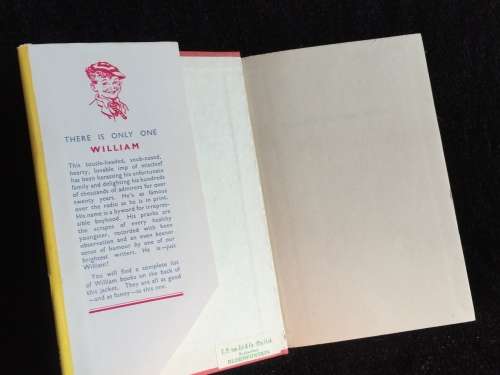 THERE IS ONLY ONE
WILLIAM
This tousle-headed, snub-nosed,
hearty, lovable imp of mischief
has been harassing his unfortunate
family and delighting his hundreds
of thousands of admirers for over
twenty years. He's as famous
over the radio as he is in print.
His name is a byword for irrepres-
sible boyhood. His pranks are
the scrapes of every healthy
youngster, recorded with keen
observation and an even keener
sense of humour by one of our
brightest writers. He is—just
William!
You will find a complete list
of William books on the back of
this jacket. They are all as good
—and as funny—as this one.
BLOEMFONTEIN